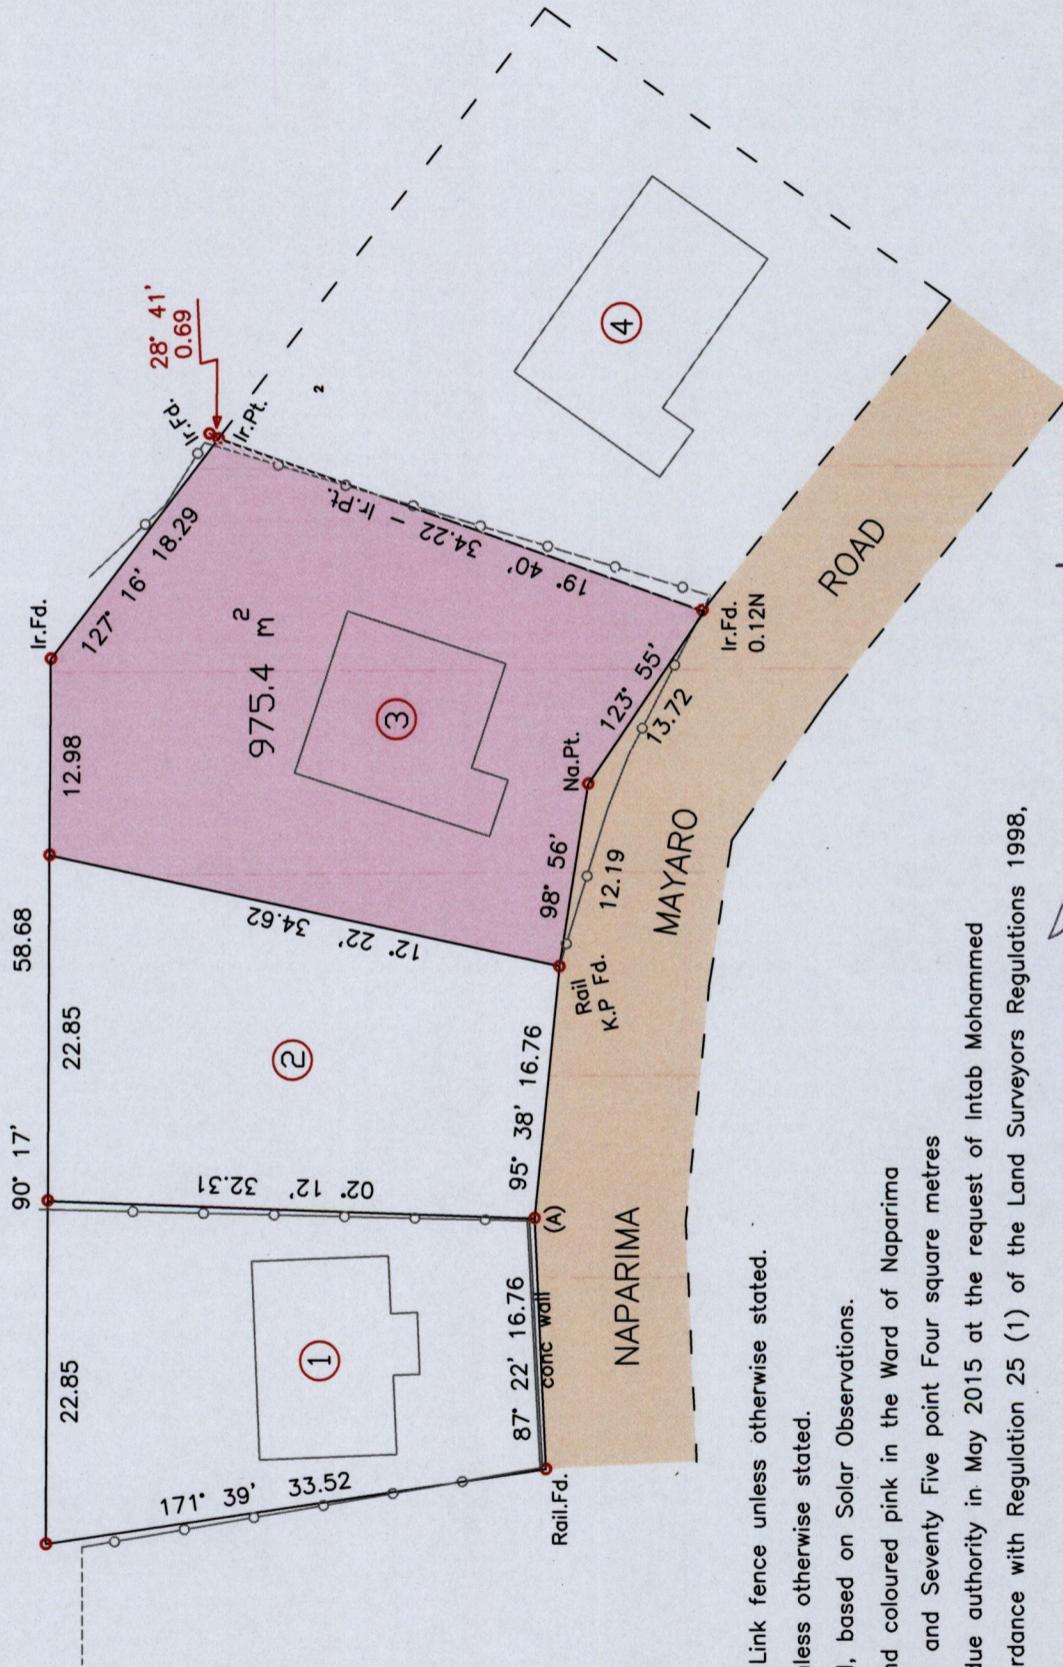 90° 17' 58.68
22.85
22.85
12.98
Ir.Fd.
127° 16' 18.29
28° 41'
0.69
Ir.Fd.
Ir.Pt.
2
975.4 m²
171° 39' 33.52
1
02° 12' 32.31
2
12° 22' 34.62
3
19° 40' 34.22 – Ir.Pt.
4
Rail.Fd.
87° 22' 16.76
conc wall
(A)
95° 38' 16.76
Rail
K.P Fd.
98° 56'
12.19
Na.Pt.
123° 55'
13.72
Ir.Fd.
0.12N
NAPARIMA MAYARO ROAD
Link fence unless otherwise stated.
less otherwise stated.
, based on Solar Observations.
nd coloured pink in the Ward of Naparima
and Seventy Five point Four square metres
due authority in May 2015 at the request of Intab Mohammed
rdance with Regulation 25 (1) of the Land Surveyors Regulations 1998,